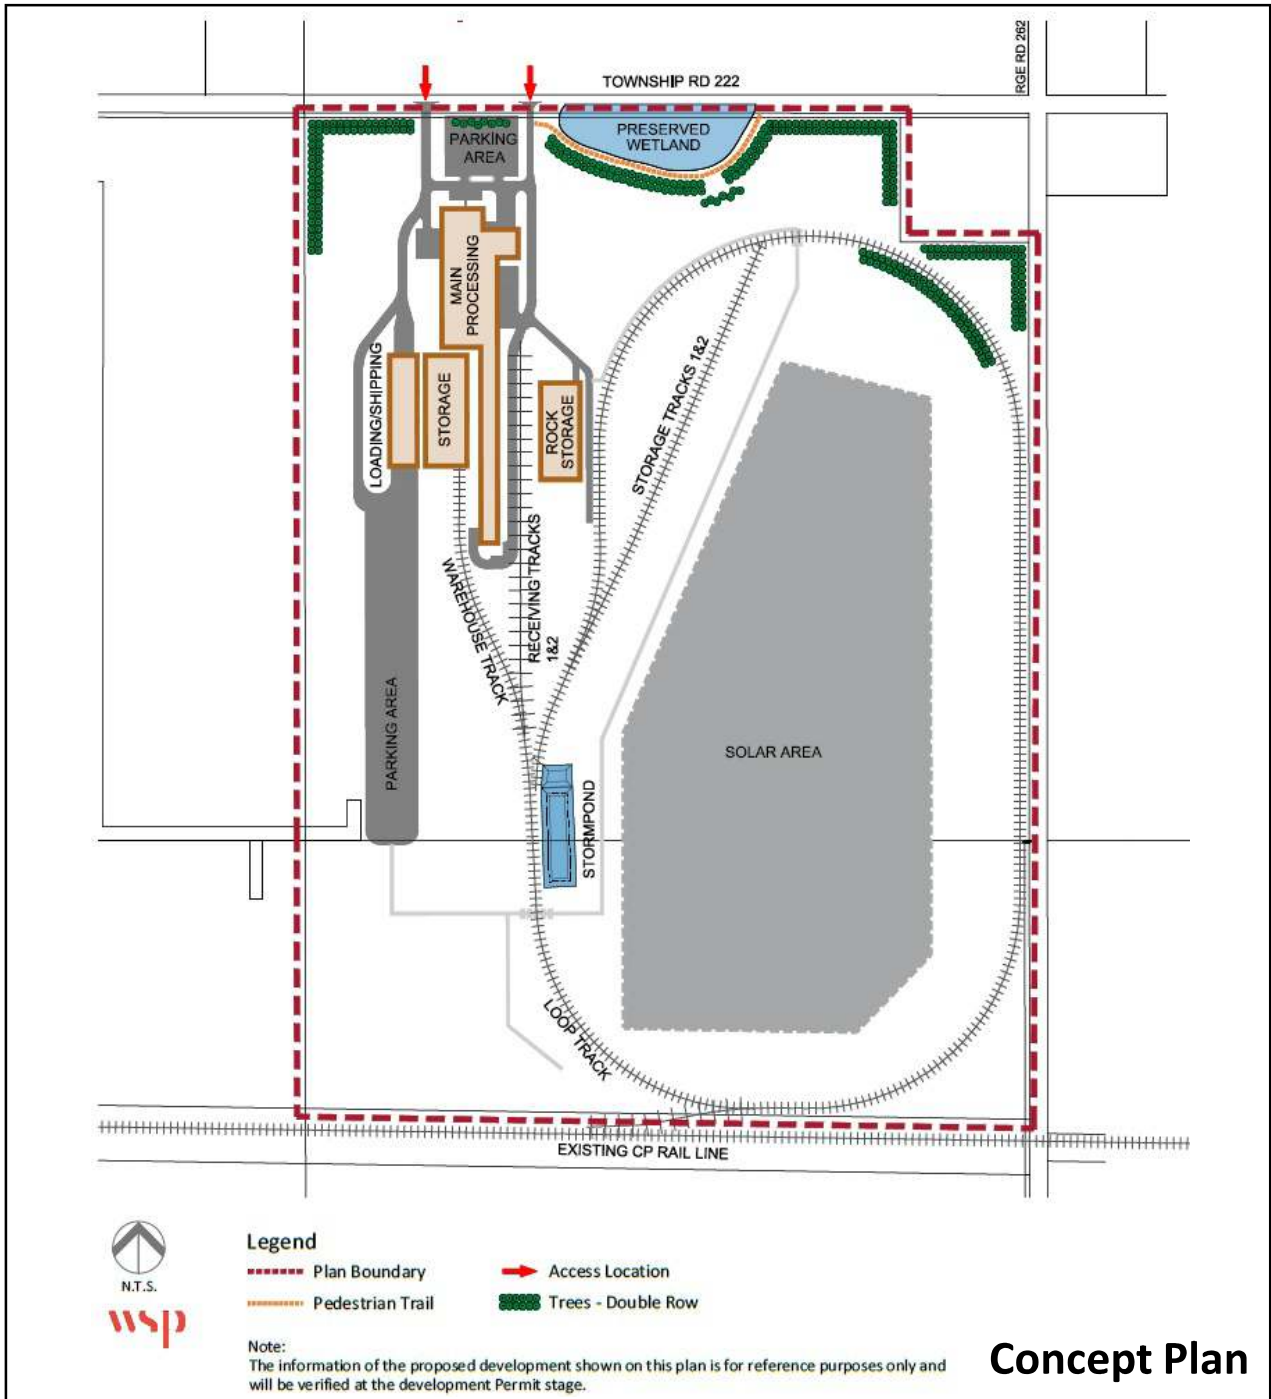 RGE RD 262
TOWNSHIP RD 222
PRESERVED
WETLAND
PARKING
AREA
MAIN
PROCESSING
LOADING/SHIPPING
STORAGE
ROCK
STORAGE
STORAGE TRACKS 1&2
RECEIVING TRACKS
1&2
WAREHOUSE TRACK
PARKING AREA
SOLAR AREA
STORMPOND
LOOP TRACK
EXISTING CP RAIL LINE
N.T.S.
wsp
Legend
Plan Boundary
Access Location
Pedestrian Trail
Trees - Double Row
Note:
The information of the proposed development shown on this plan is for reference purposes only and
will be verified at the development Permit stage.
Concept Plan